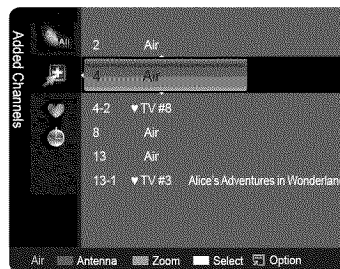 Added Channels
All
2 Air
4 Air
4-2 ♥ TV #8
8 Air
13 Air
13-1 ♥ TV #3 Alice's Adventures in Wonderlan
Air Antenna Zoom Select Option